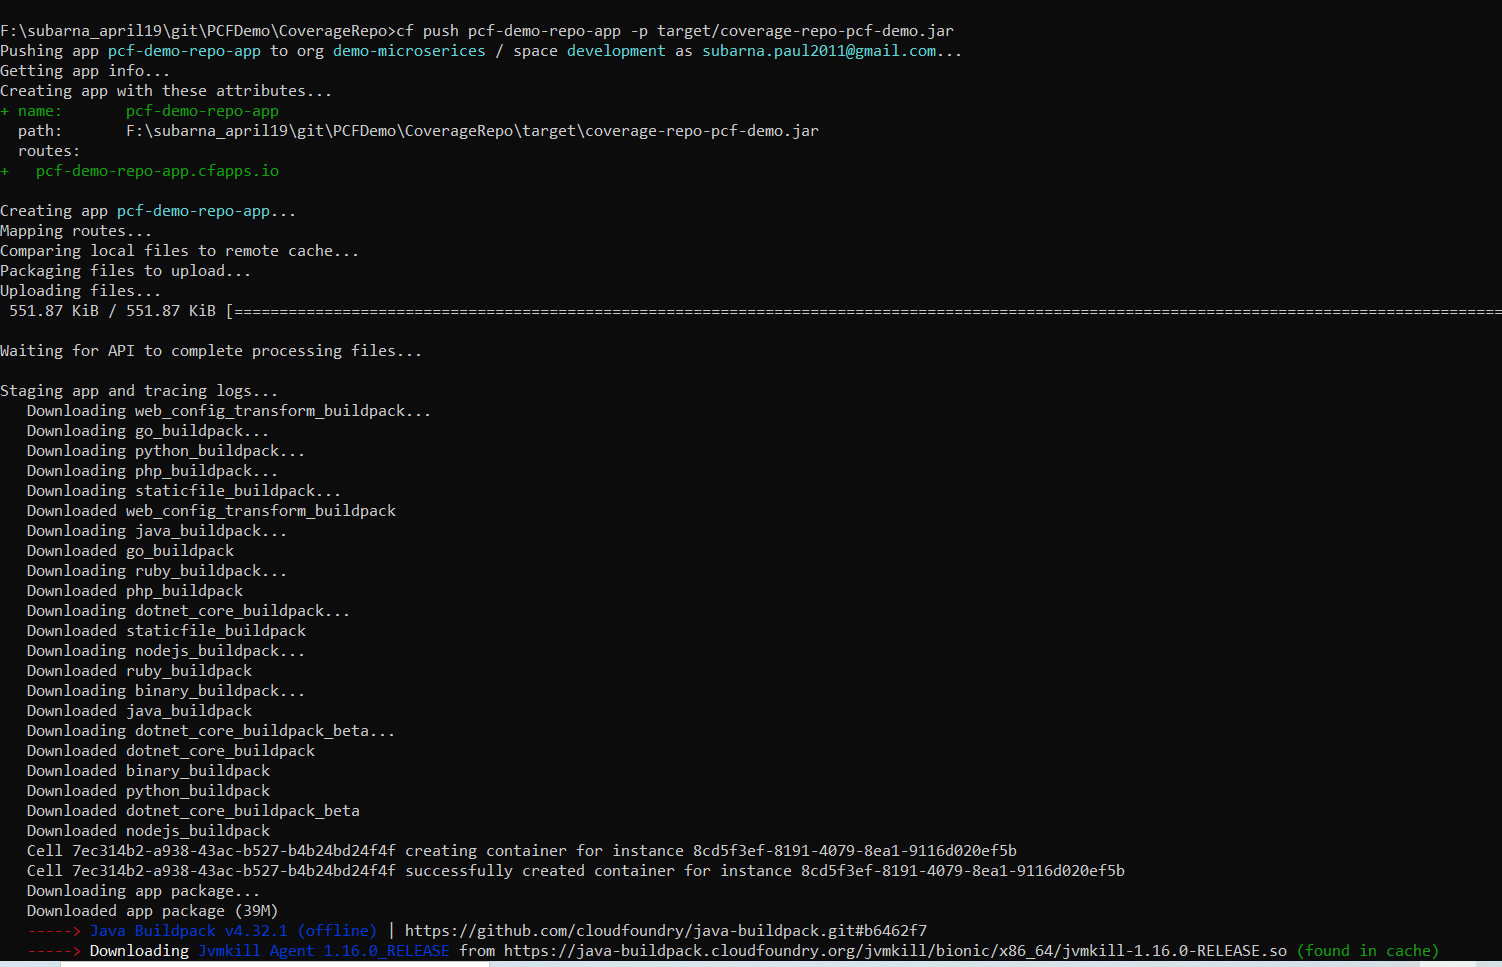 F:\subarna_april19\git\PCFDemo\CoverageRepo>cf push pcf-demo-repo-app -p target/coverage-repo-pcf-demo.jar
Pushing app pcf-demo-repo-app to org demo-microserices / space development as subarna.paul2011@gmail.com...
Getting app info...
Creating app with these attributes...
+ name:       pcf-demo-repo-app
  path:       F:\subarna_april19\git\PCFDemo\CoverageRepo\target\coverage-repo-pcf-demo.jar
  routes:
+   pcf-demo-repo-app.cfapps.io
Creating app pcf-demo-repo-app...
Mapping routes...
Comparing local files to remote cache...
Packaging files to upload...
Uploading files...
 551.87 KiB / 551.87 KiB [=============================================================================================================================================
Waiting for API to complete processing files...
Staging app and tracing logs...
   Downloading web_config_transform_buildpack...
   Downloading go_buildpack...
   Downloading python_buildpack...
   Downloading php_buildpack...
   Downloading staticfile_buildpack...
   Downloaded web_config_transform_buildpack
   Downloading java_buildpack...
   Downloaded go_buildpack
   Downloading ruby_buildpack...
   Downloaded php_buildpack
   Downloading dotnet_core_buildpack...
   Downloaded staticfile_buildpack
   Downloading nodejs_buildpack...
   Downloaded ruby_buildpack
   Downloading binary_buildpack...
   Downloaded java_buildpack
   Downloading dotnet_core_buildpack_beta...
   Downloaded dotnet_core_buildpack
   Downloaded binary_buildpack
   Downloaded python_buildpack
   Downloaded dotnet_core_buildpack_beta
   Downloaded nodejs_buildpack
   Cell 7ec314b2-a938-43ac-b527-b4b24bd24f4f creating container for instance 8cd5f3ef-8191-4079-8ea1-9116d020ef5b
   Cell 7ec314b2-a938-43ac-b527-b4b24bd24f4f successfully created container for instance 8cd5f3ef-8191-4079-8ea1-9116d020ef5b
   Downloading app package...
   Downloaded app package (39M)
   -----> Java Buildpack v4.32.1 (offline) | https://github.com/cloudfoundry/java-buildpack.git#b6462f7
   -----> Downloading Jvmkill Agent 1.16.0_RELEASE from https://java-buildpack.cloudfoundry.org/jvmkill/bionic/x86_64/jvmkill-1.16.0-RELEASE.so (found in cache)